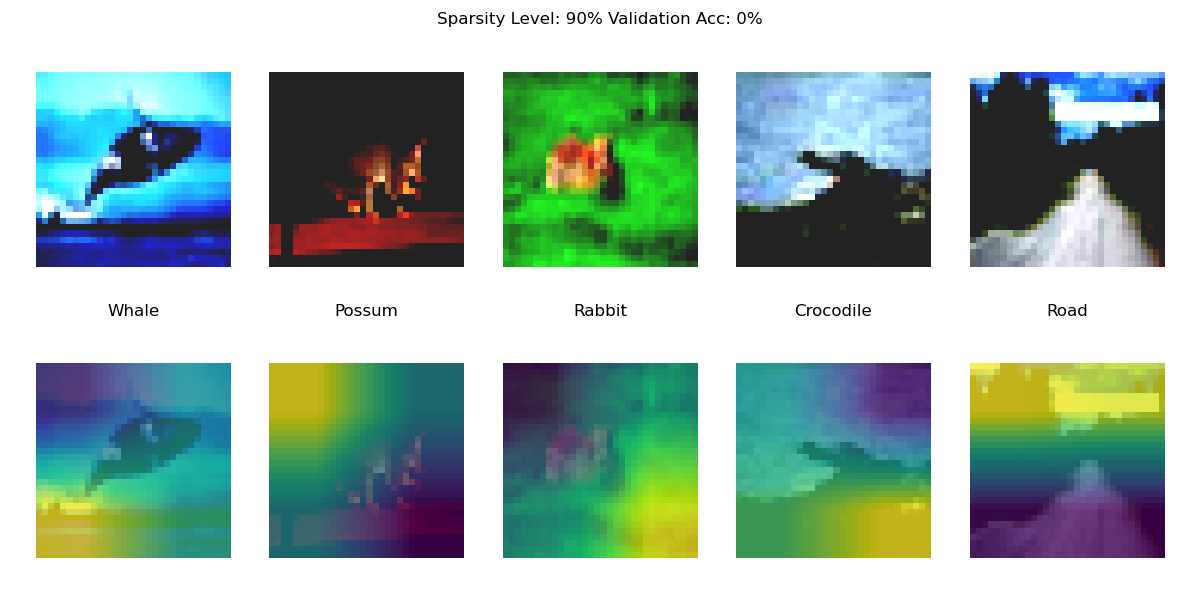 Sparsity Level: 90% Validation Acc: 0%
Whale
Possum
Rabbit
Crocodile
Road